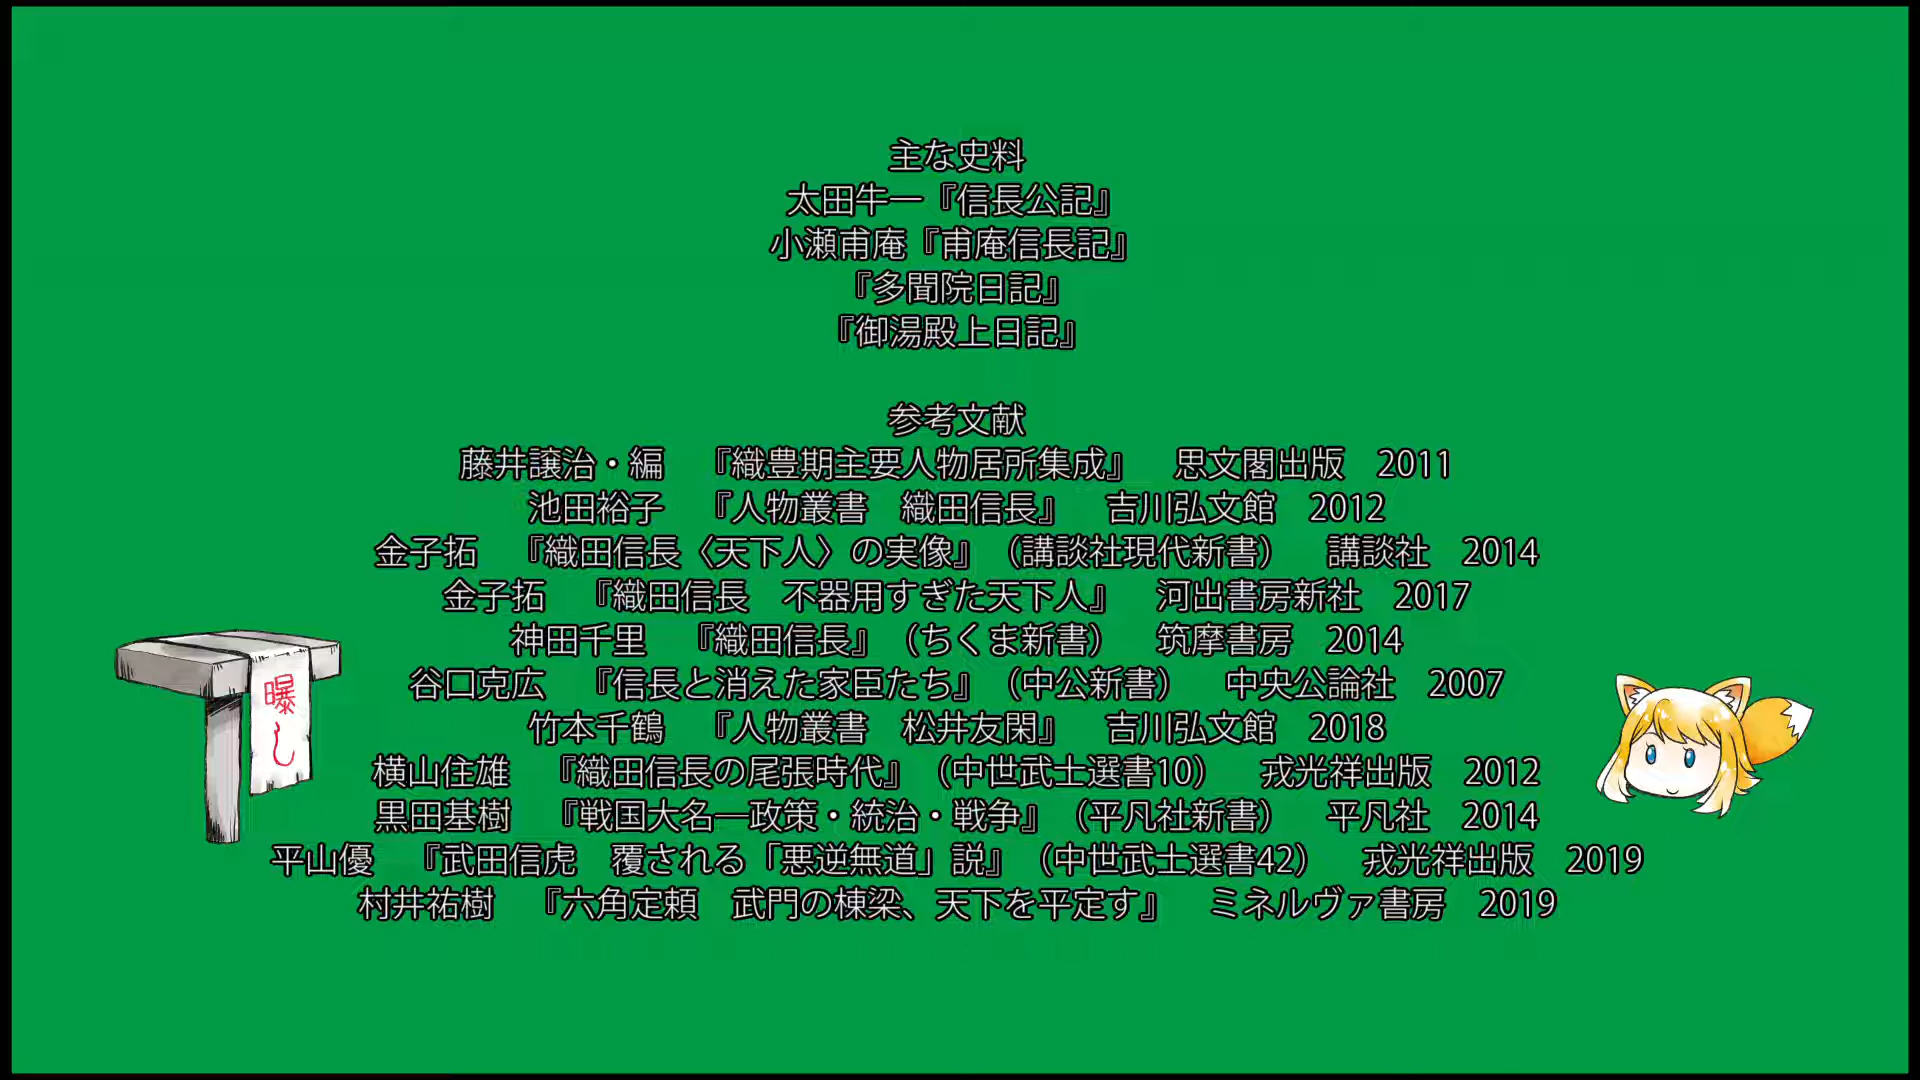 主な史料
太田牛一『信長公記』
小瀬甫庵『甫庵信長記』
『多聞院日記』
『御湯殿上日記』
参考文献
藤井譲治・編　『織豊期主要人物居所集成』　思文閣出版　2011
池田裕子　『人物叢書　織田信長』　吉川弘文館　2012
金子拓　『織田信長〈天下人〉の実像』（講談社現代新書）　講談社　2014
金子拓　『織田信長　不器用すぎた天下人』　河出書房新社　2017
神田千里　『織田信長』（ちくま新書）　筑摩書房　2014
谷口克広　『信長と消えた家臣たち』（中公新書）　中央公論社　2007
竹本千鶴　『人物叢書　松井友閑』　吉川弘文館　2018
横山住雄　『織田信長の尾張時代』（中世武士選書10）　戎光祥出版　2012
黒田基樹　『戦国大名―政策・統治・戦争』（平凡社新書）　平凡社　2014
平山優　『武田信虎　覆される「悪逆無道」説』（中世武士選書42）　戎光祥出版　2019
村井祐樹　『六角定頼　武門の棟梁、天下を平定す』　ミネルヴァ書房　2019
曝し